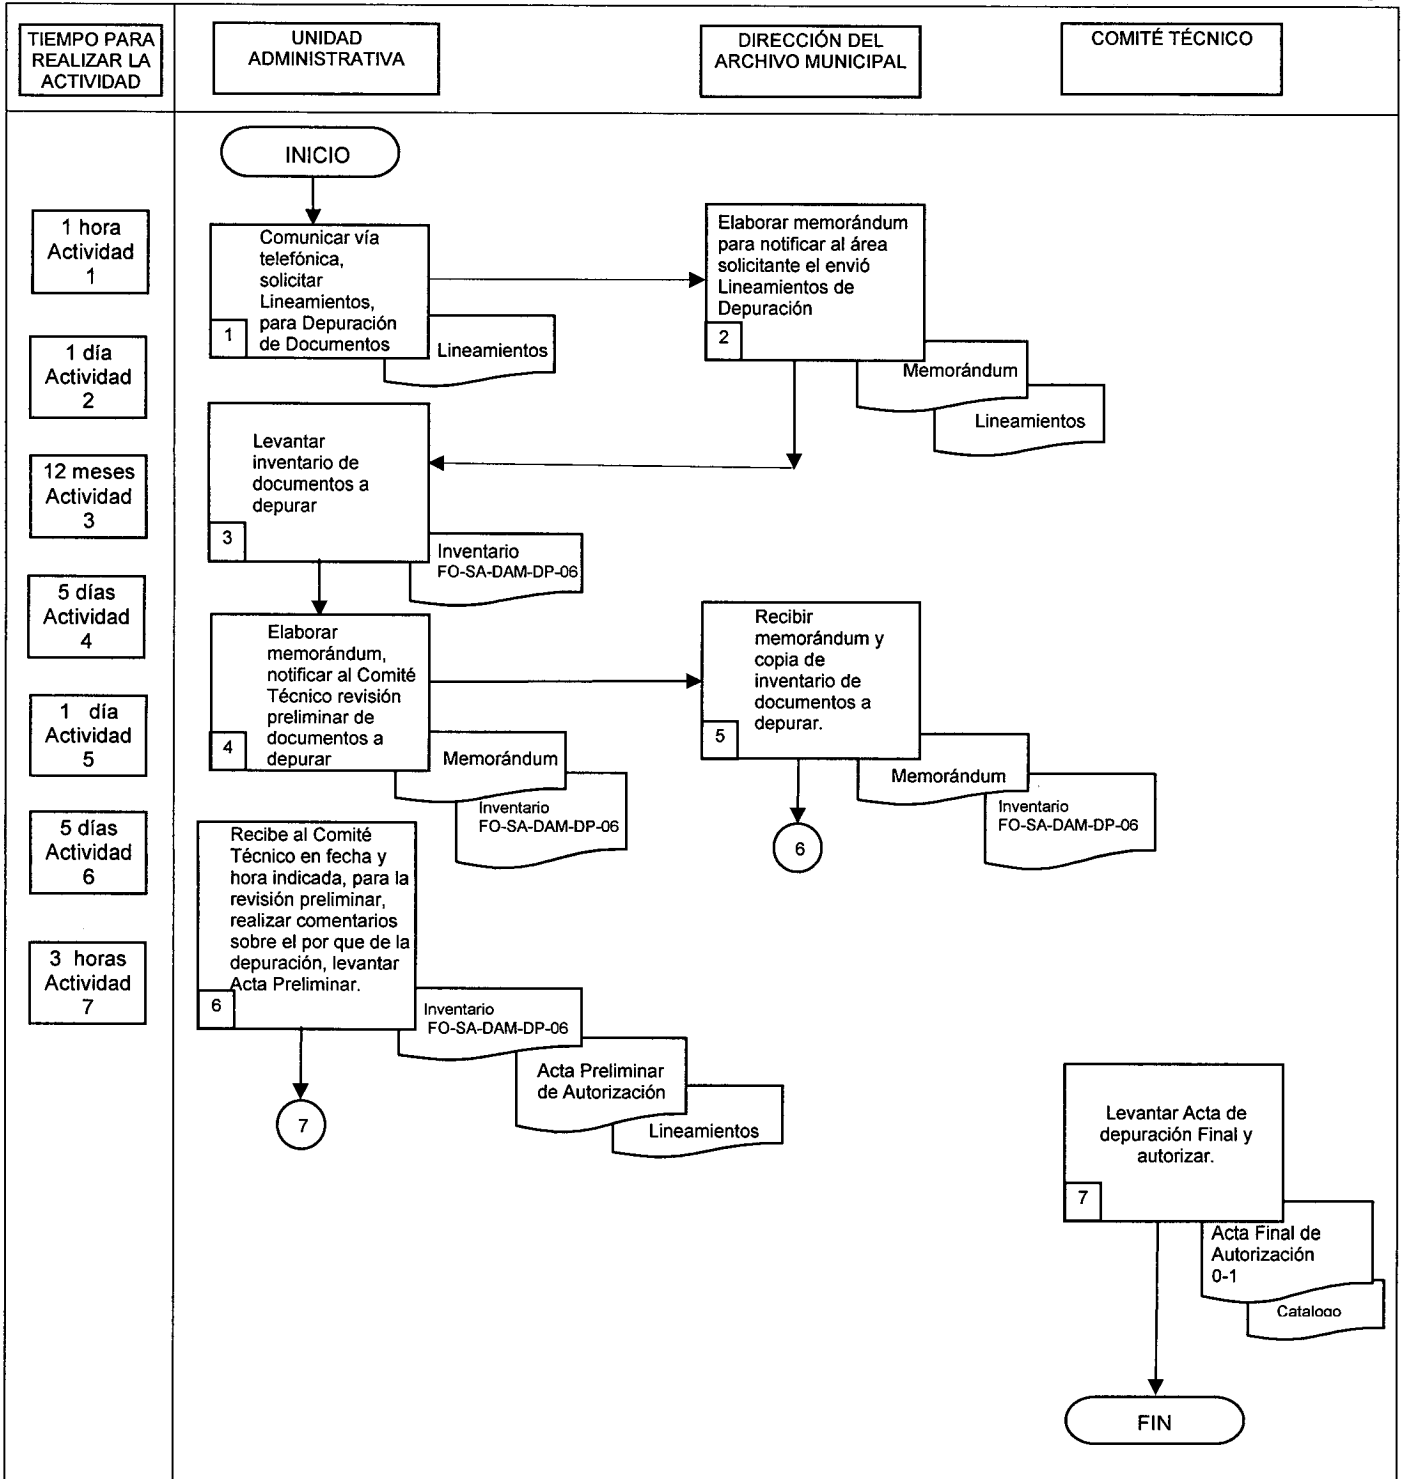 TIEMPO PARA
REALIZAR LA
ACTIVIDAD
UNIDAD
ADMINISTRATIVA
DIRECCIÓN DEL
ARCHIVO MUNICIPAL
COMITÉ TÉCNICO
INICIO
1 hora
Actividad
1
Comunicar vía
telefónica,
solicitar
Lineamientos,
para Depuración
de Documentos
1
Lineamientos
Elaborar memorándum
para notificar al área
solicitante el envió
Lineamientos de
Depuración
2
Memorándum
Lineamientos
1 día
Actividad
2
Levantar
inventario de
documentos a
depurar
3
Inventario
FO-SA-DAM-DP-06
12 meses
Actividad
3
5 días
Actividad
4
Elaborar
memorándum,
notificar al Comité
Técnico revisión
preliminar de
documentos a
depurar
4
Memorándum
Inventario
FO-SA-DAM-DP-06
Recibir
memorándum y
copia de
inventario de
documentos a
depurar.
5
Memorándum
Inventario
FO-SA-DAM-DP-06
6
1 día
Actividad
5
5 días
Actividad
6
Recibe al Comité
Técnico en fecha y
hora indicada, para la
revisión preliminar,
realizar comentarios
sobre el por que de la
depuración, levantar
Acta Preliminar.
6
Inventario
FO-SA-DAM-DP-06
Acta Preliminar
de Autorización
Lineamientos
7
3 horas
Actividad
7
Levantar Acta de
depuración Final y
autorizar.
7
Acta Final de
Autorización
0-1
Catalogo
FIN